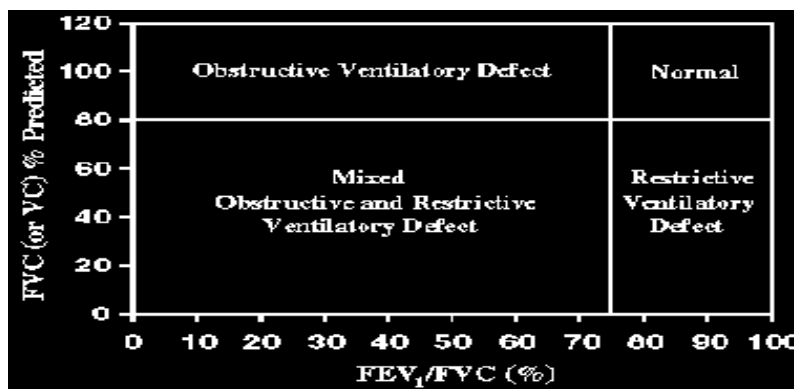 FVC (or VC) % Predicted
120
100
80
60
40
20
0
Obstructive Ventilatory Defect
Normal
Mixed
Obstructive and Restrictive
Ventilatory Defect
Restrictive
Ventilatory
Defect
0 10 20 30 40 50 60 70 80 90 100
FEV₁/FVC (%)